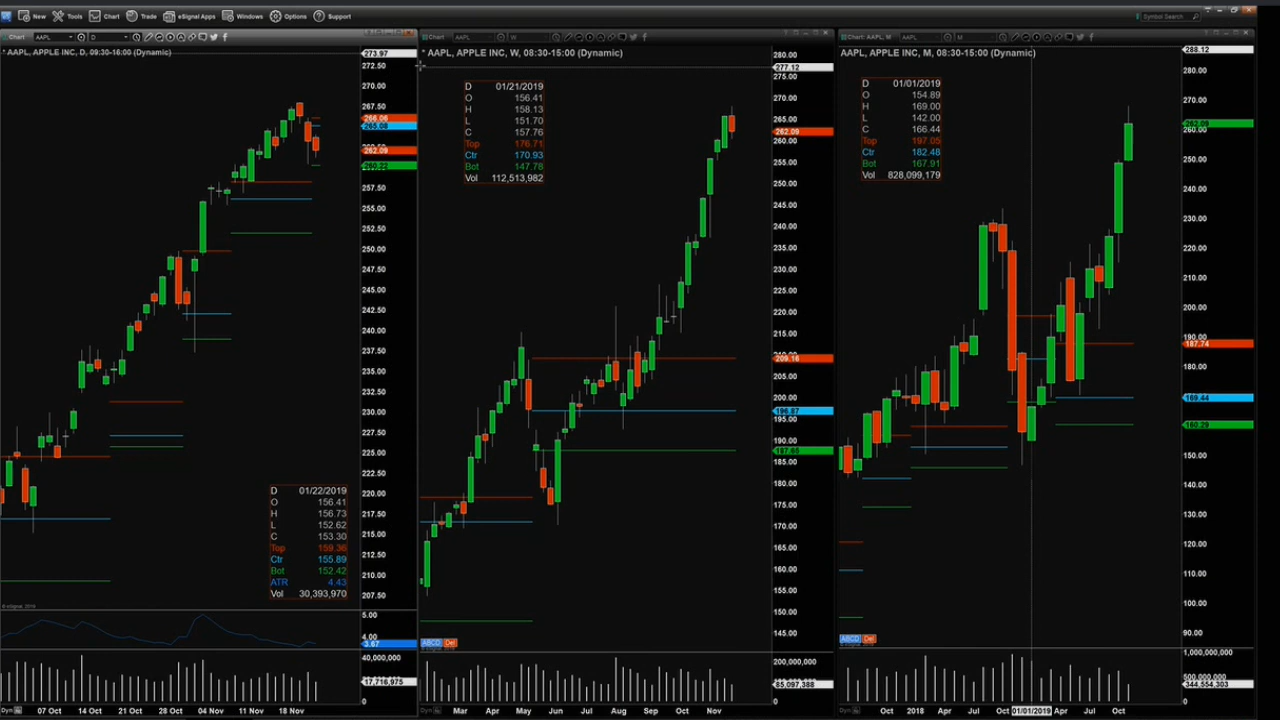 New Tools Chart Trade eSignal Apps Windows Options Support Symbol Search
Chart AAPL D
* AAPL, APPLE INC, D, 09:30-16:00 (Dynamic)
273.97
272.50
270.00
267.50
266.06
265.08
262.09
260.22
257.50
255.00
252.50
250.00
247.50
245.00
242.50
240.00
237.50
235.00
232.50
230.00
227.50
225.00
222.50
220.00
217.50
215.00
212.50
210.00
207.50
D 01/22/2019
O 156.41
H 156.73
L 152.62
C 153.30
Top 159.36
Ctr 155.89
Bot 152.42
ATR 4.43
Vol 30,393,970
© eSignal, 2019
5.00
4.00
3.67
40,000,000
17,716,975
0
Dyn 07 Oct 14 Oct 21 Oct 28 Oct 04 Nov 11 Nov 18 Nov
Chart AAPL W
* AAPL, APPLE INC, W, 08:30-15:00 (Dynamic)
D 01/21/2019
O 156.41
H 158.13
L 151.70
C 157.76
Top 176.71
Ctr 170.93
Bot 147.78
Vol 112,513,982
280.00
277.12
275.00
270.00
265.00
262.09
260.00
255.00
250.00
245.00
240.00
235.00
230.00
225.00
220.00
215.00
209.16
205.00
200.00
196.87
195.00
190.00
187.65
185.00
180.00
175.00
170.00
165.00
160.00
155.00
150.00
145.00
ABCD Del
200,000,000
85,097,388
0
Dyn Mar Apr May Jun Jul Aug Sep Nov
Chart: AAPL, M AAPL M
AAPL, APPLE INC, M, 08:30-15:00 (Dynamic)
D 01/01/2019
O 154.89
H 169.00
L 142.00
C 166.44
Top 197.05
Ctr 182.48
Bot 167.91
Vol 828,099,179
288.12
280.00
270.00
262.09
260.00
250.00
240.00
230.00
220.00
210.00
200.00
190.00
187.74
180.00
169.44
160.29
150.00
140.00
130.00
120.00
110.00
100.00
90.00
ABCD Del
1,000,000,000
500,000,000
344,554,303
0
Dyn Oct 2018 Apr Jul Oct 01/01/2019 Apr Jul Oct